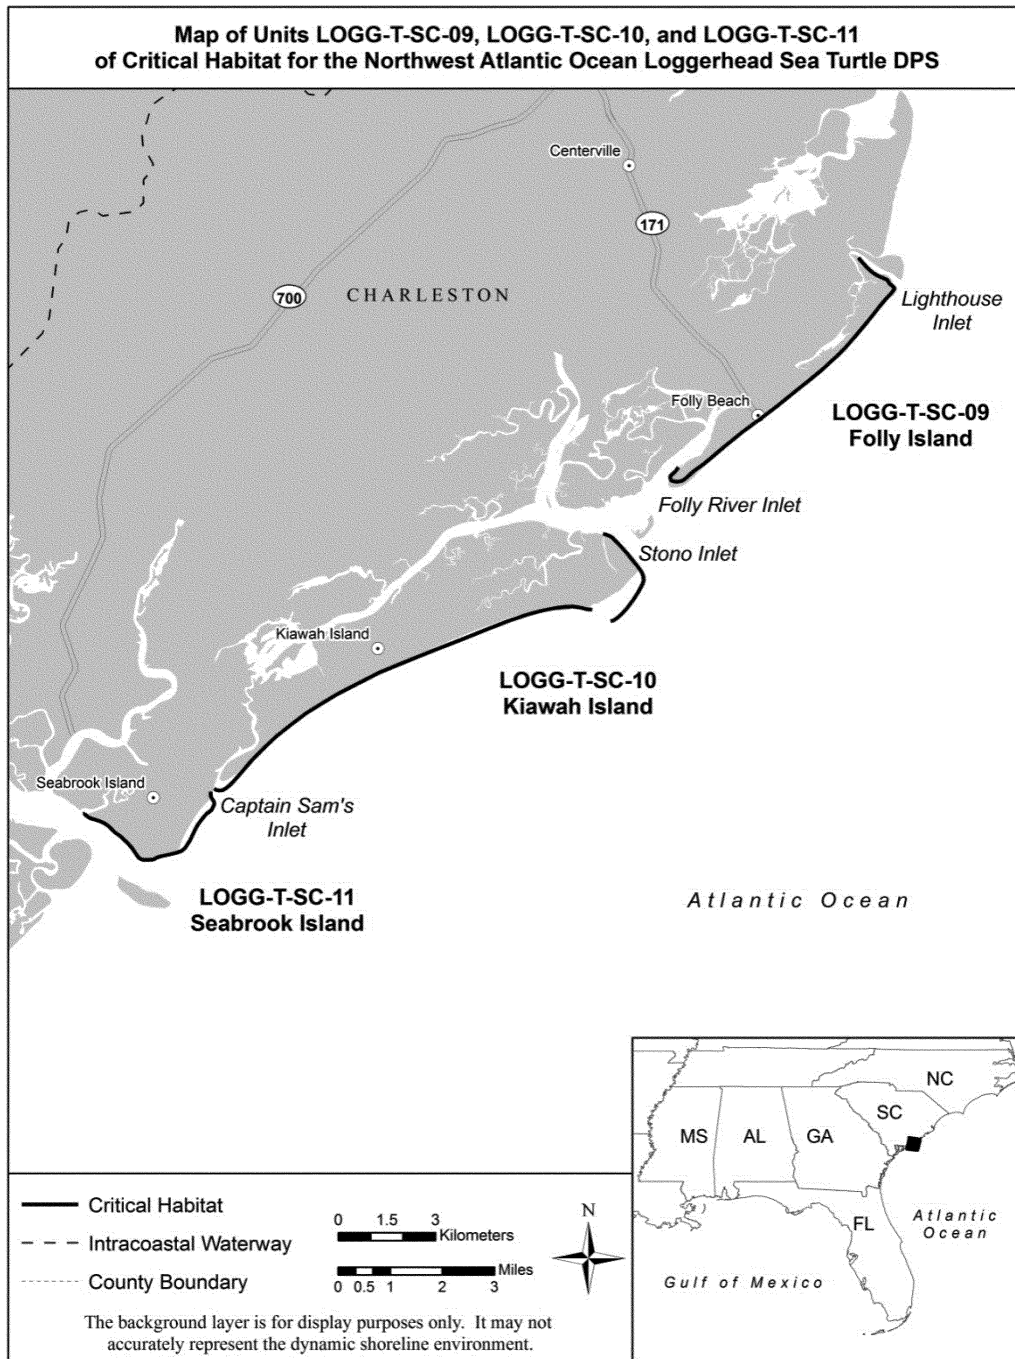 Map of Units LOGG-T-SC-09, LOGG-T-SC-10, and LOGG-T-SC-11
of Critical Habitat for the Northwest Atlantic Ocean Loggerhead Sea Turtle DPS
Centerville
171
700
CHARLESTON
Lighthouse
Inlet
Folly Beach
LOGG-T-SC-09
Folly Island
Folly River Inlet
Stono Inlet
Kiawah Island
LOGG-T-SC-10
Kiawah Island
Seabrook Island
Captain Sam's
Inlet
LOGG-T-SC-11
Seabrook Island
Atlantic Ocean
NC
SC
MS
AL
GA
FL
Atlantic
Ocean
Gulf of Mexico
Critical Habitat
Intracoastal Waterway
County Boundary
0 1.5 3
Kilometers
Miles
0 0.5 1 2 3
N
The background layer is for display purposes only. It may not
accurately represent the dynamic shoreline environment.